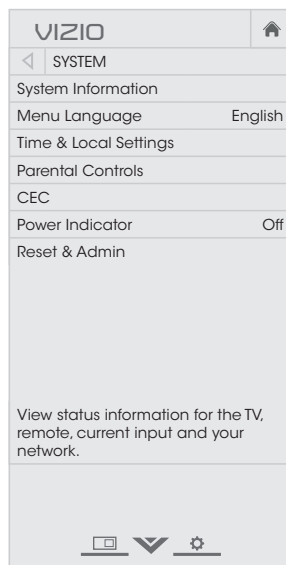 VIZIO
SYSTEM
System Information
Menu Language English
Time & Local Settings
Parental Controls
CEC
Power Indicator Off
Reset & Admin
View status information for the TV,
remote, current input and your
network.